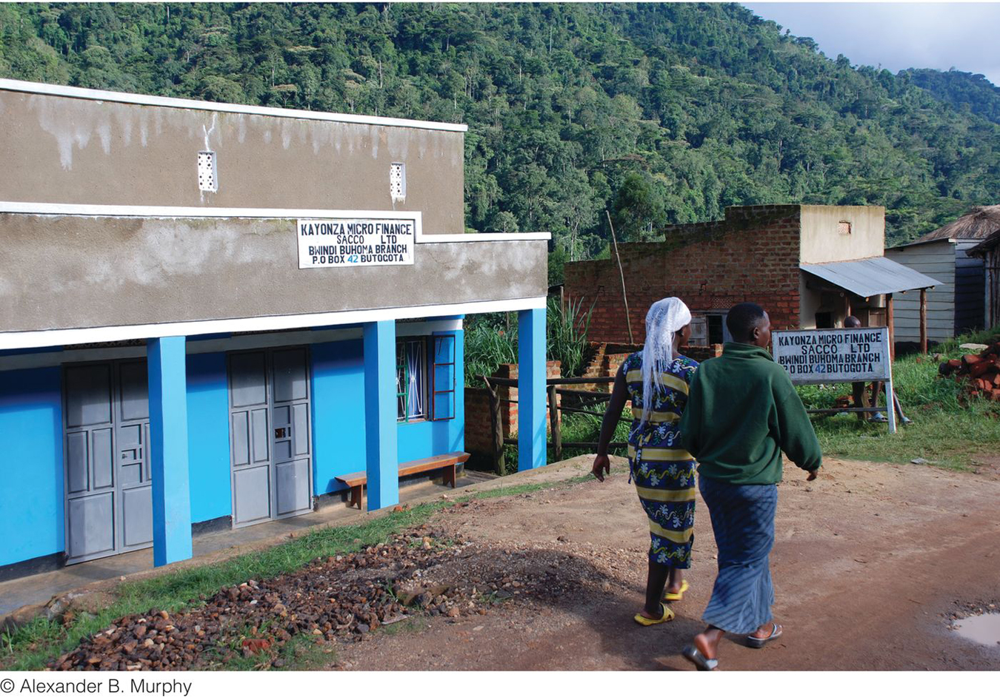 KAYONZA MICRO FINANCE
SACCO LTD
BWINDI BUHOMA BRANCH
P.O BOX 42 BUTOGOTA.
KAYONZA MICRO FINANCE
SACCO LTD
BWINDI BUHOMA BRANCH
P.O BOX 42 BUTOGOTA.
© Alexander B. Murphy